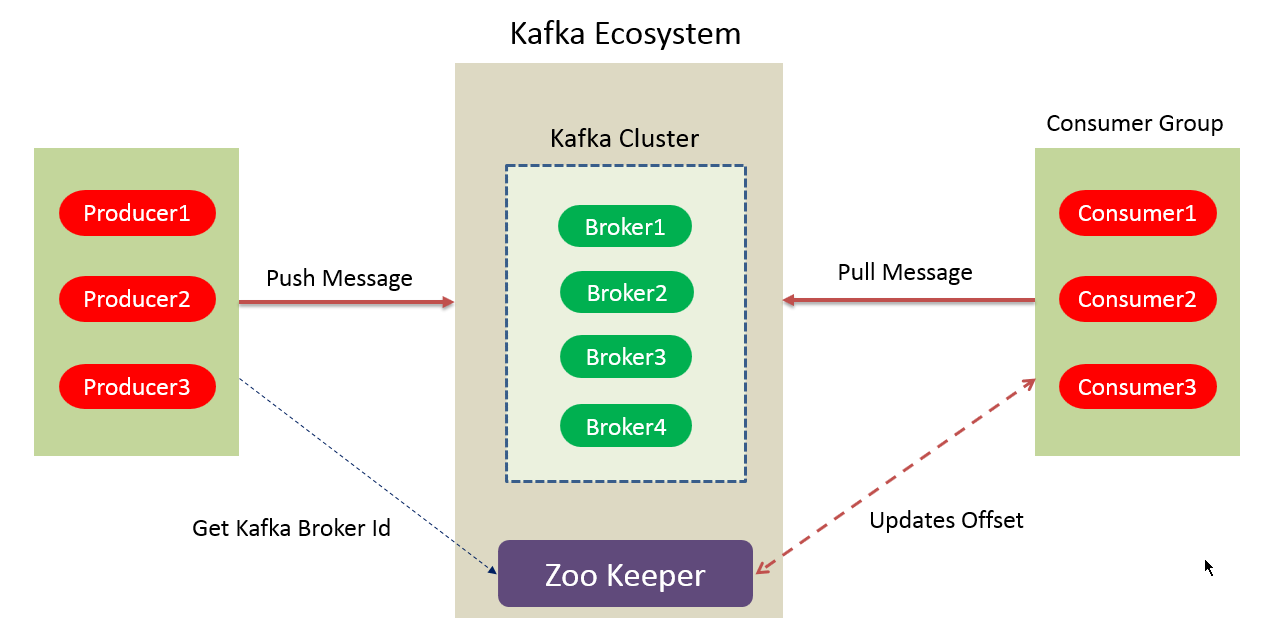 Kafka Ecosystem
Kafka Cluster
Consumer Group
Producer1
Producer2
Producer3
Push Message
Broker1
Broker2
Broker3
Broker4
Pull Message
Consumer1
Consumer2
Consumer3
Get Kafka Broker Id
Updates Offset
Zoo Keeper